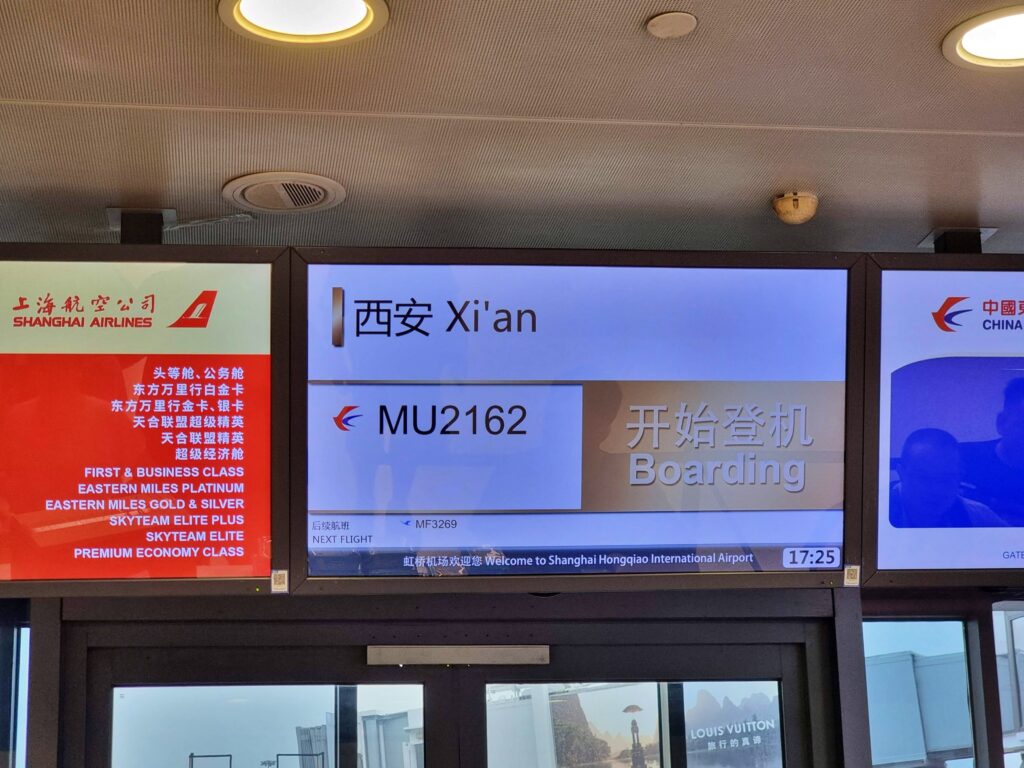 上海航空公司
SHANGHAI AIRLINES
头等舱、公务舱
东方万里行白金卡
东方万里行金卡、银卡
天合联盟超级精英
天合联盟精英
超级经济舱
FIRST & BUSINESS CLASS
EASTERN MILES PLATINUM
EASTERN MILES GOLD & SILVER
SKYTEAM ELITE PLUS
SKYTEAM ELITE
PREMIUM ECONOMY CLASS
西安 Xi'an
MU2162
开始登机
Boarding
后续航班
NEXT FLIGHT
MF3269
虹桥机场欢迎您 Welcome to Shanghai Hongqiao International Airport
17:25
中國東
CHINA
GATE
LOUIS VUITTON
旅行的真谛